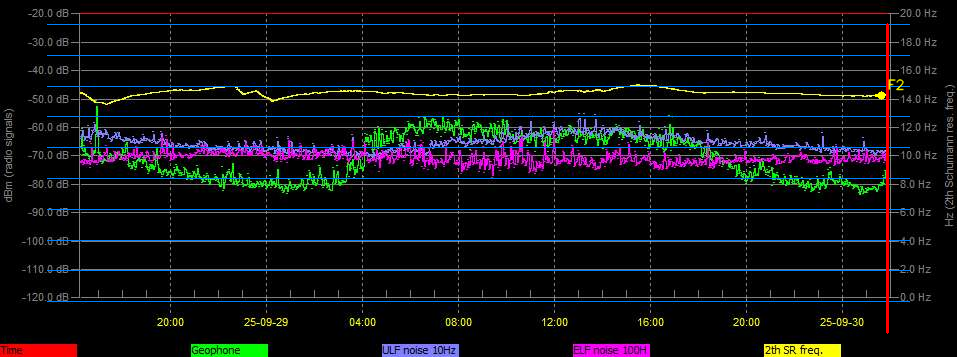 -20.0 dB 20.0 Hz
-30.0 dB 18.0 Hz
-40.0 dB 16.0 Hz
F2
-50.0 dB 14.0 Hz
-60.0 dB 12.0 Hz
-70.0 dB 10.0 Hz
-80.0 dB 8.0 Hz
-90.0 dB 6.0 Hz
-100.0 dB 4.0 Hz
-110.0 dB 2.0 Hz
-120.0 dB 0.0 Hz
dBm (radio signals)
Hz (2th Schumann res. freq.)
20:00 25-09-29 04:00 08:00 12:00 16:00 20:00 25-09-30
Time Geophone ULF noise 10Hz ELF noise 100H 2th SR freq.